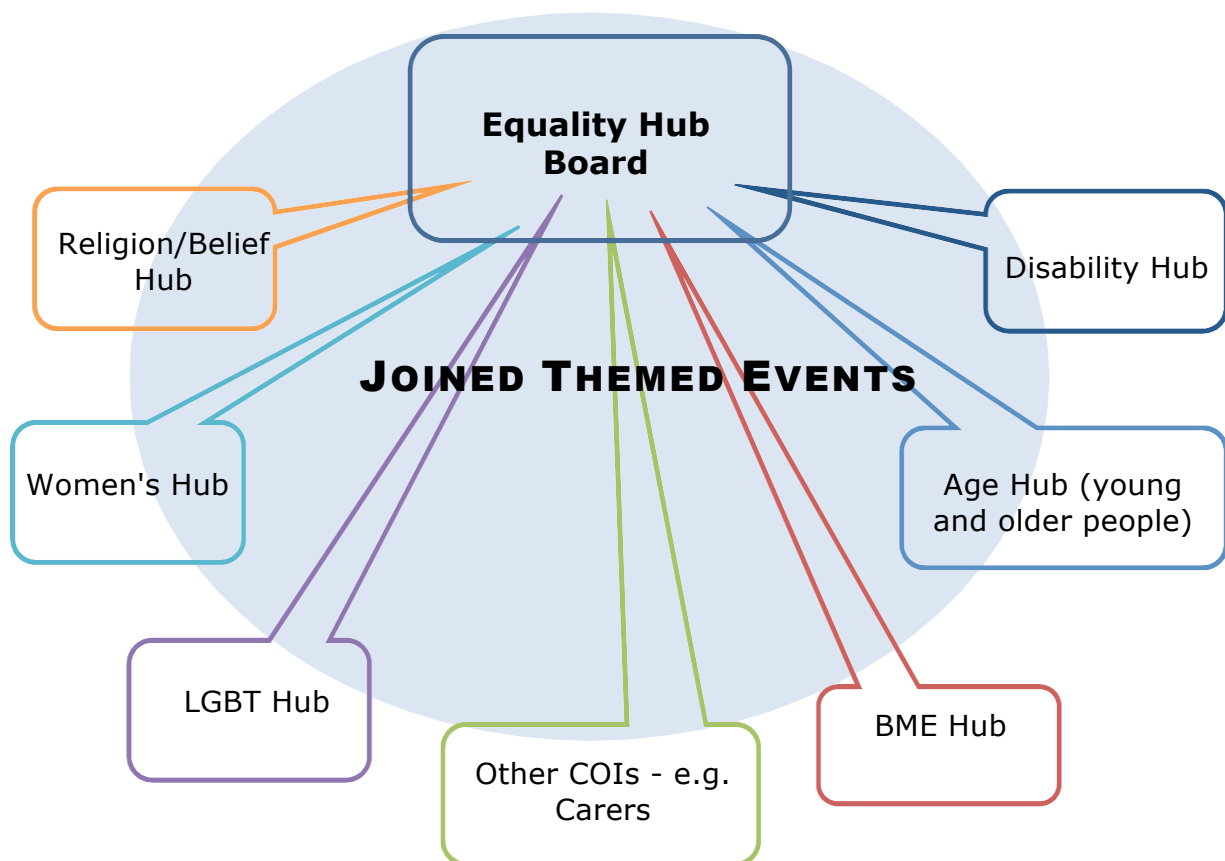 Equality Hub
Board
Religion/Belief
Hub
Disability Hub
JOINED THEMED EVENTS
Women's Hub
Age Hub (young
and older people)
LGBT Hub
BME Hub
Other COIs - e.g.
Carers